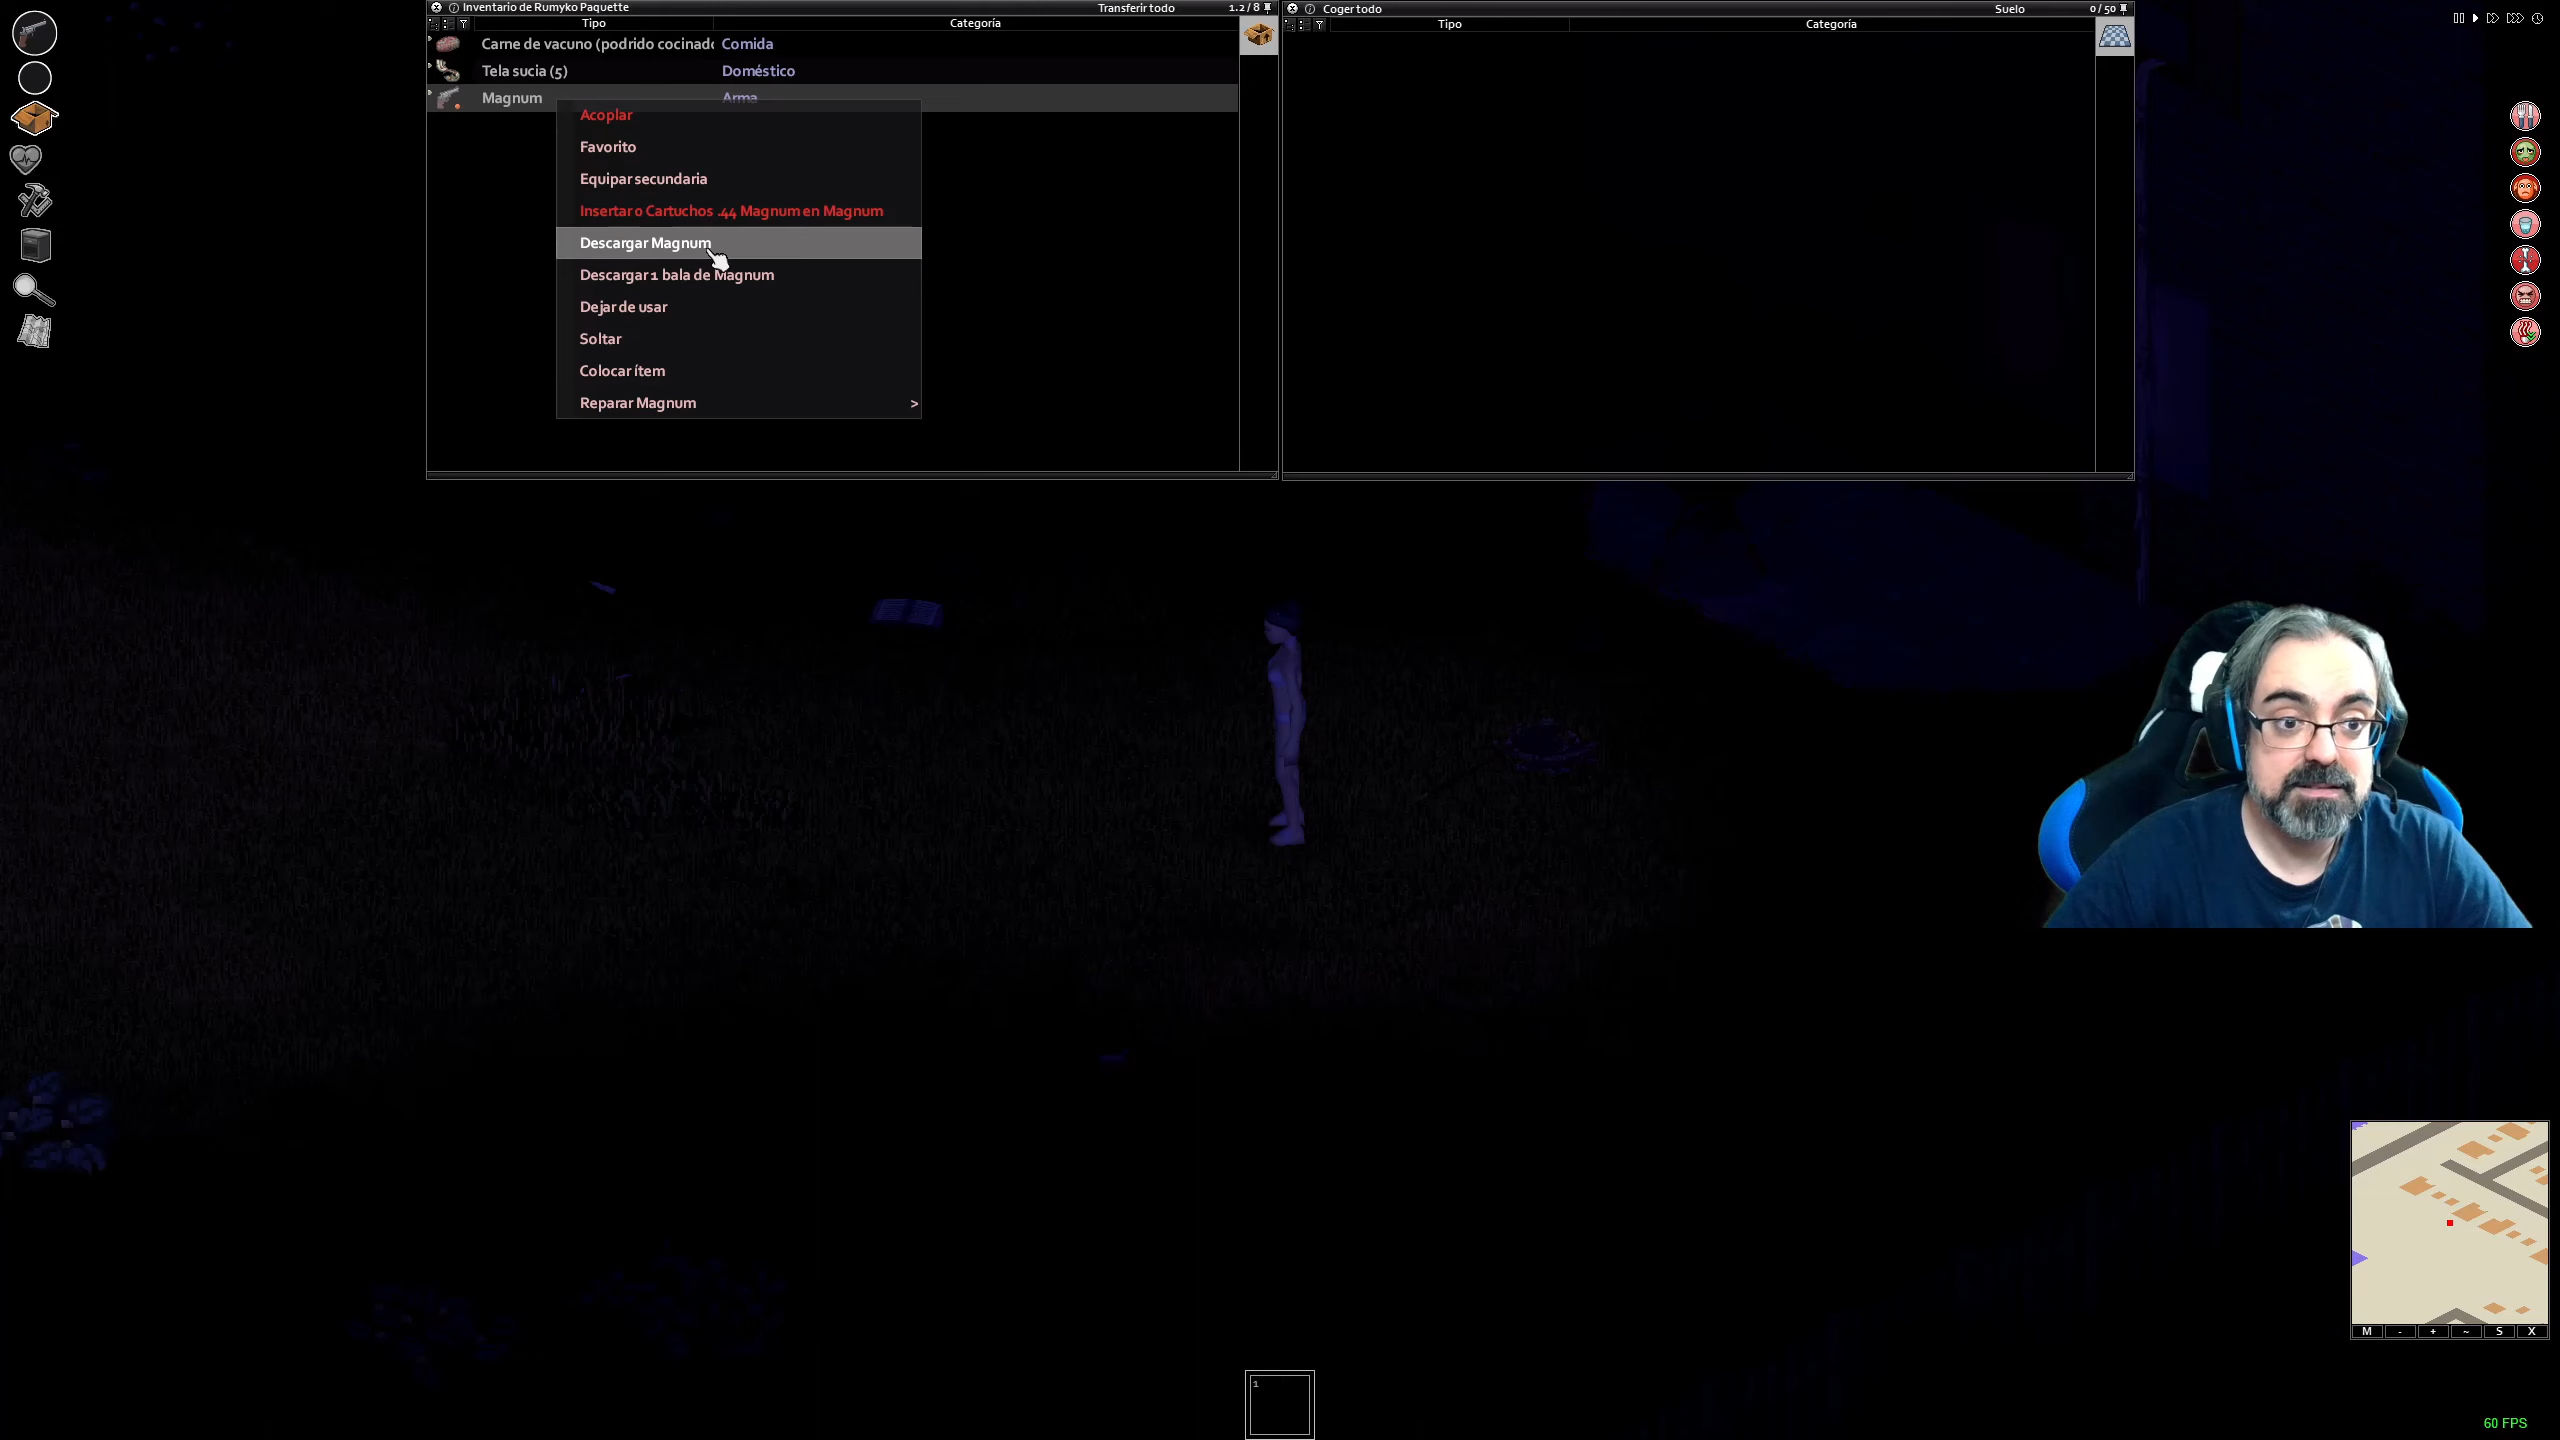 Inventario de Rumyko Paquette
Transferir todo
1.2 / 8
Tipo
Categoría
Carne de vacuno (podrido cocinado
Comida
Tela sucia (5)
Doméstico
Magnum
Arma
Acoplar
Favorito
Equipar secundaria
Insertar 0 Cartuchos .44 Magnum en Magnum
Descargar Magnum
Descargar 1 bala de Magnum
Dejar de usar
Soltar
Colocar ítem
Reparar Magnum >
Coger todo
Suelo
0 / 50
Tipo
Categoría
M - + ~ S X
1
60 FPS